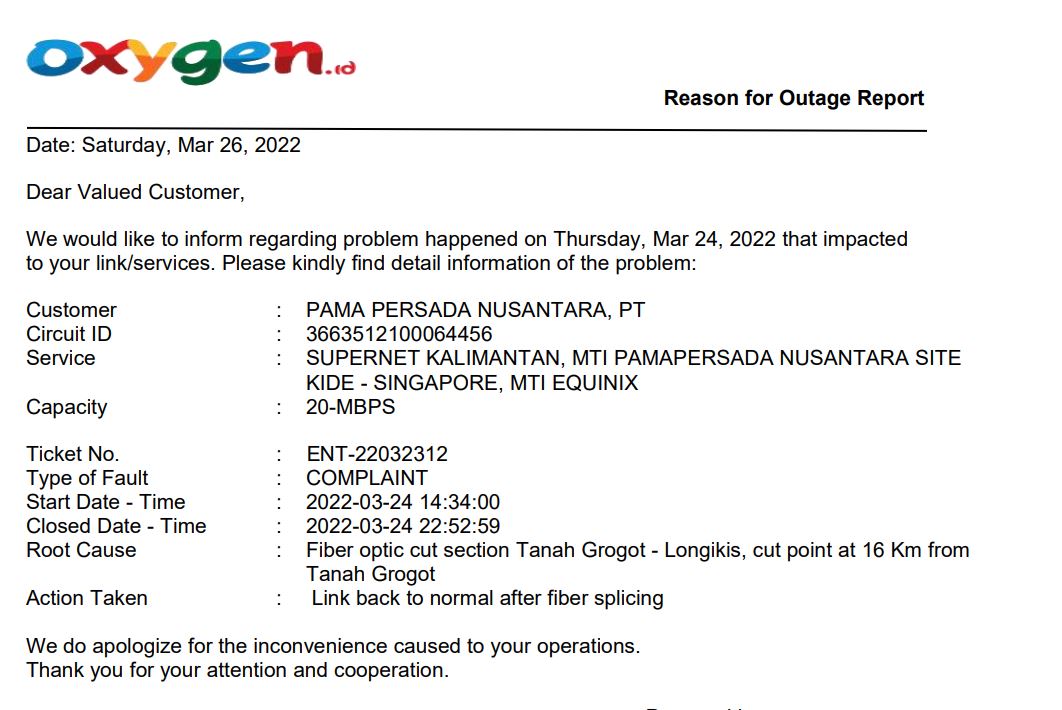 oxygen.id
Reason for Outage Report
Date: Saturday, Mar 26, 2022
Dear Valued Customer,
We would like to inform regarding problem happened on Thursday, Mar 24, 2022 that impacted
to your link/services. Please kindly find detail information of the problem:
Customer : PAMA PERSADA NUSANTARA, PT
Circuit ID : 3663512100064456
Service : SUPERNET KALIMANTAN, MTI PAMAPERSADA NUSANTARA SITE
KIDE - SINGAPORE, MTI EQUINIX
Capacity : 20-MBPS
Ticket No. : ENT-22032312
Type of Fault : COMPLAINT
Start Date - Time : 2022-03-24 14:34:00
Closed Date - Time : 2022-03-24 22:52:59
Root Cause : Fiber optic cut section Tanah Grogot - Longikis, cut point at 16 Km from
Tanah Grogot
Action Taken : Link back to normal after fiber splicing
We do apologize for the inconvenience caused to your operations.
Thank you for your attention and cooperation.